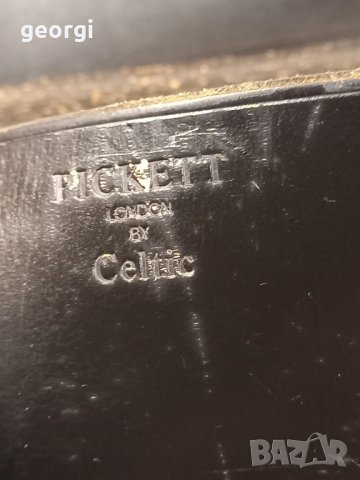 georgi
PICKETT
LONDON
BY
Celtic
BAZAR